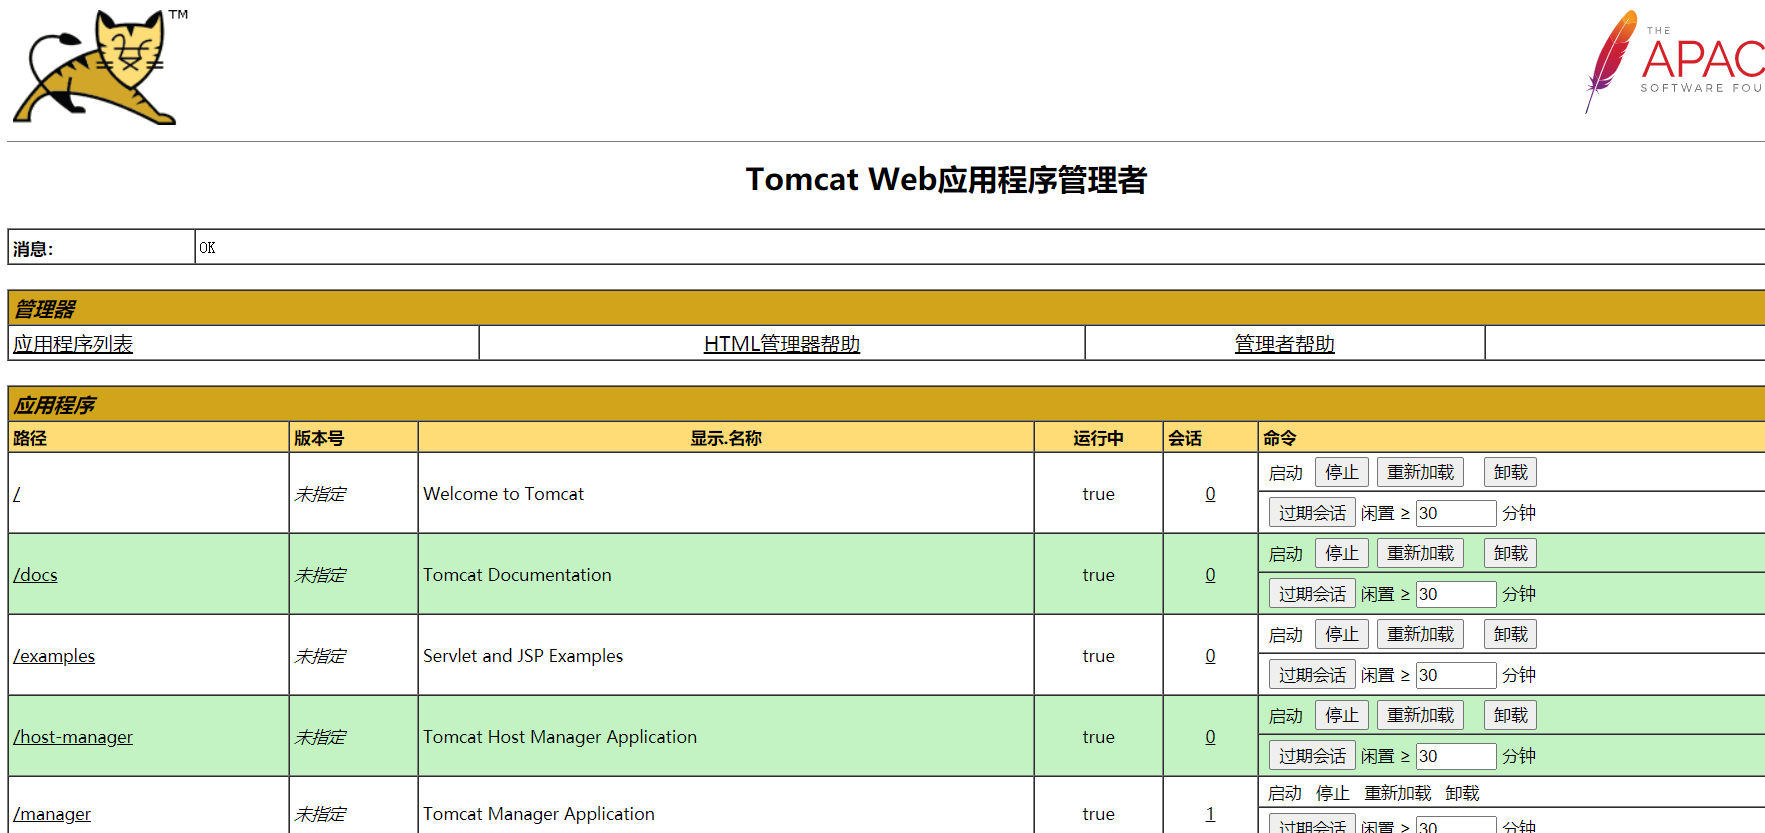 TM
THE
APAC
SOFTWARE FOU
Tomcat Web应用程序管理者
消息: OK
管理器
应用程序列表 HTML管理器帮助 管理者帮助
应用程序
路径 版本号 显示.名称 运行中 会话 命令
/ 未指定 Welcome to Tomcat true 0 启动 停止 重新加载 卸载
过期会话 闲置 ≥ 30 分钟
/docs 未指定 Tomcat Documentation true 0 启动 停止 重新加载 卸载
过期会话 闲置 ≥ 30 分钟
/examples 未指定 Servlet and JSP Examples true 0 启动 停止 重新加载 卸载
过期会话 闲置 ≥ 30 分钟
/host-manager 未指定 Tomcat Host Manager Application true 0 启动 停止 重新加载 卸载
过期会话 闲置 ≥ 30 分钟
/manager 未指定 Tomcat Manager Application true 1 启动 停止 重新加载 卸载
过期会话 闲置 ≥ 30 分钟